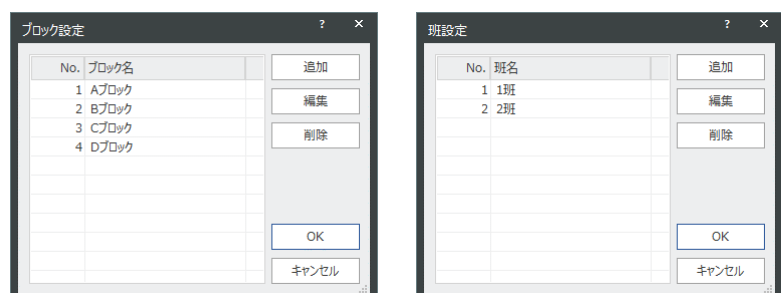 ブロック設定 ? ×
No. ブロック名
1 Aブロック
2 Bブロック
3 Cブロック
4 Dブロック
追加
編集
削除
OK
キャンセル
班設定 ? ×
No. 班名
1 1班
2 2班
追加
編集
削除
OK
キャンセル